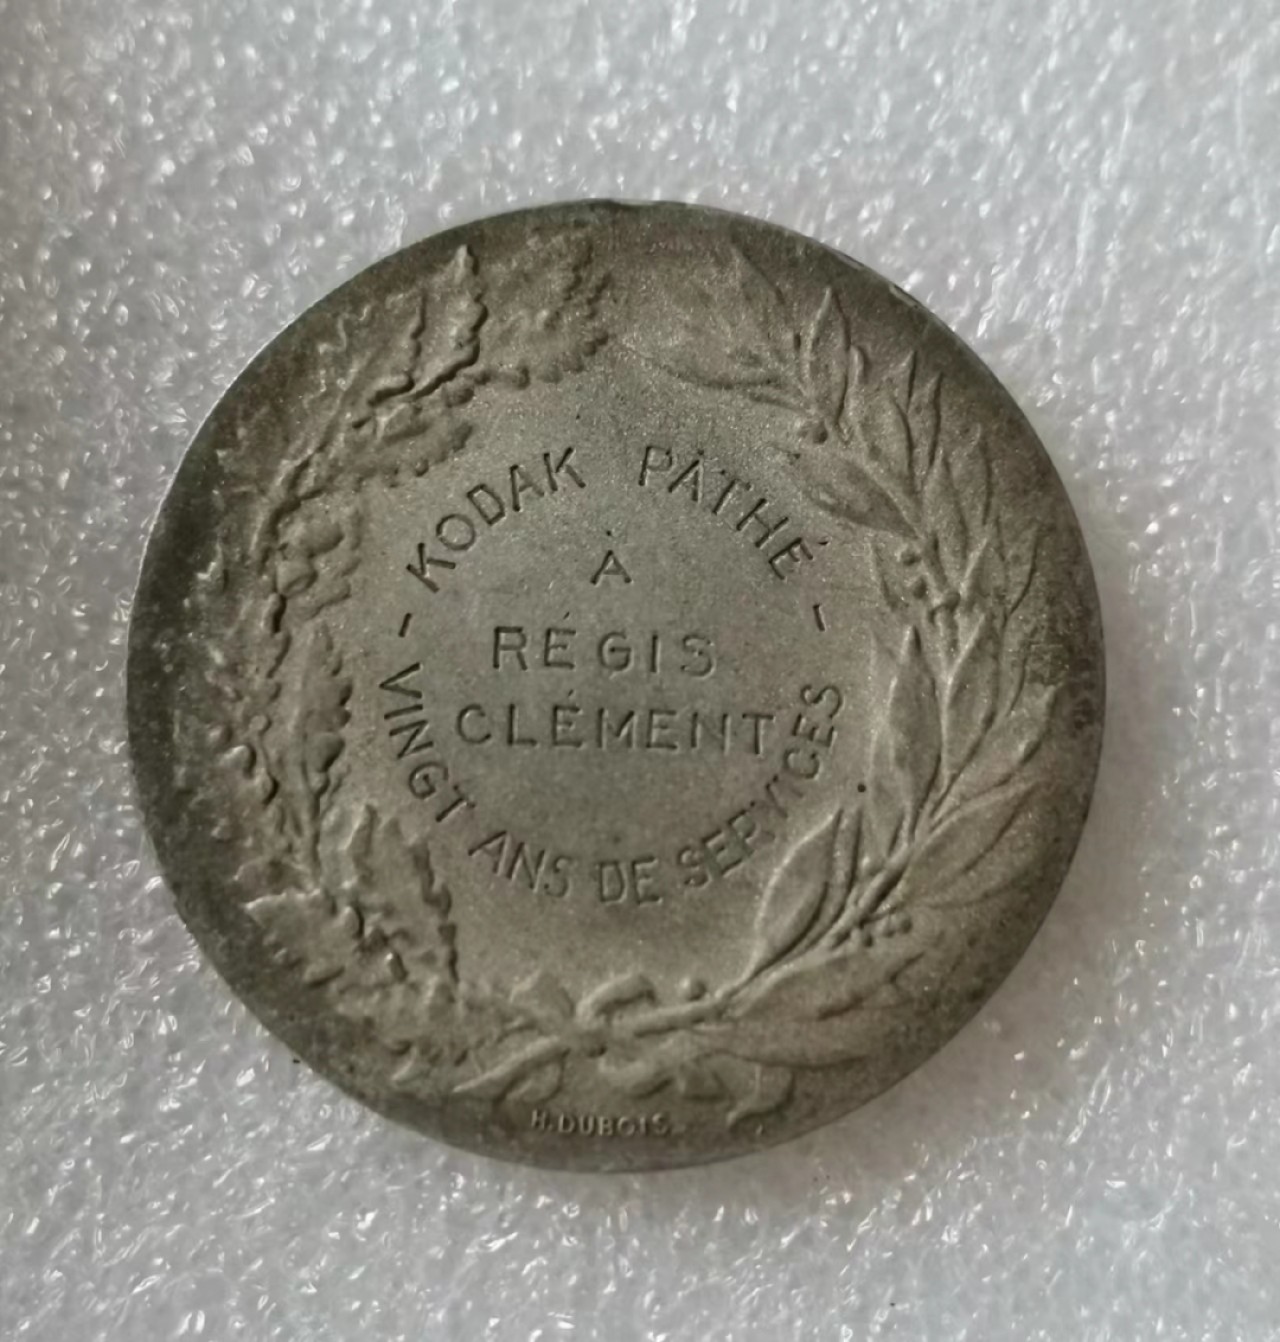 KODAK PATHÉ
À
RÉGIS
CLÉMENT
- VINGT ANS DE SERVICES -
H. DUBOIS.